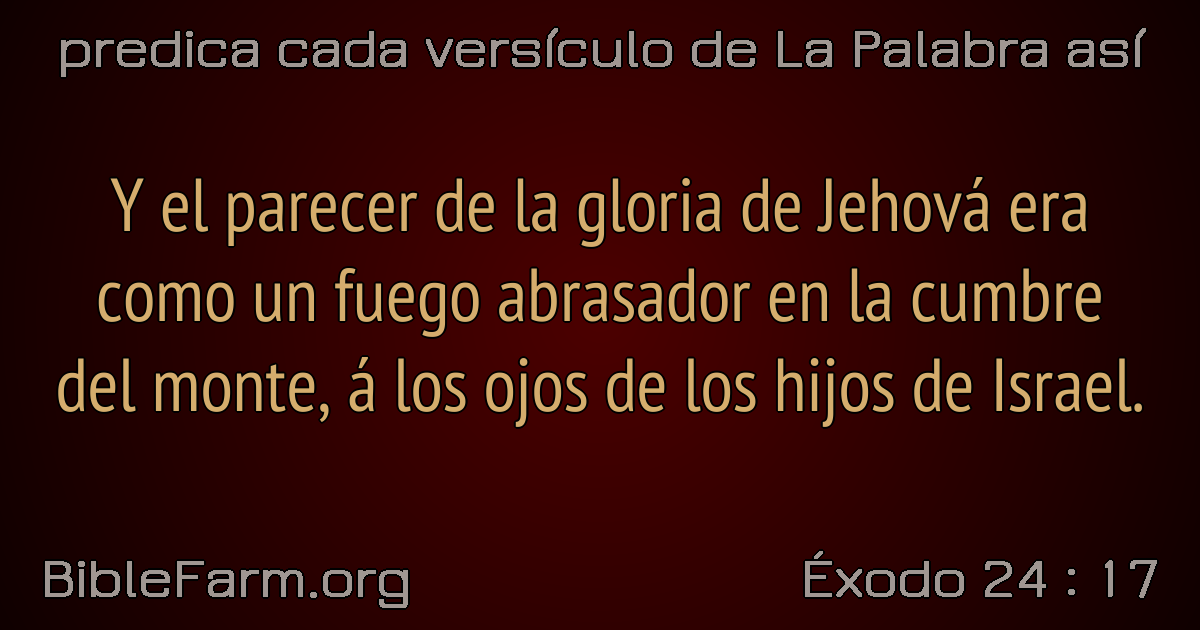 predica cada versículo de La Palabra así
Y el parecer de la gloria de Jehová era
como un fuego abrasador en la cumbre
del monte, á los ojos de los hijos de Israel.
BibleFarm.org
Éxodo 24 : 17